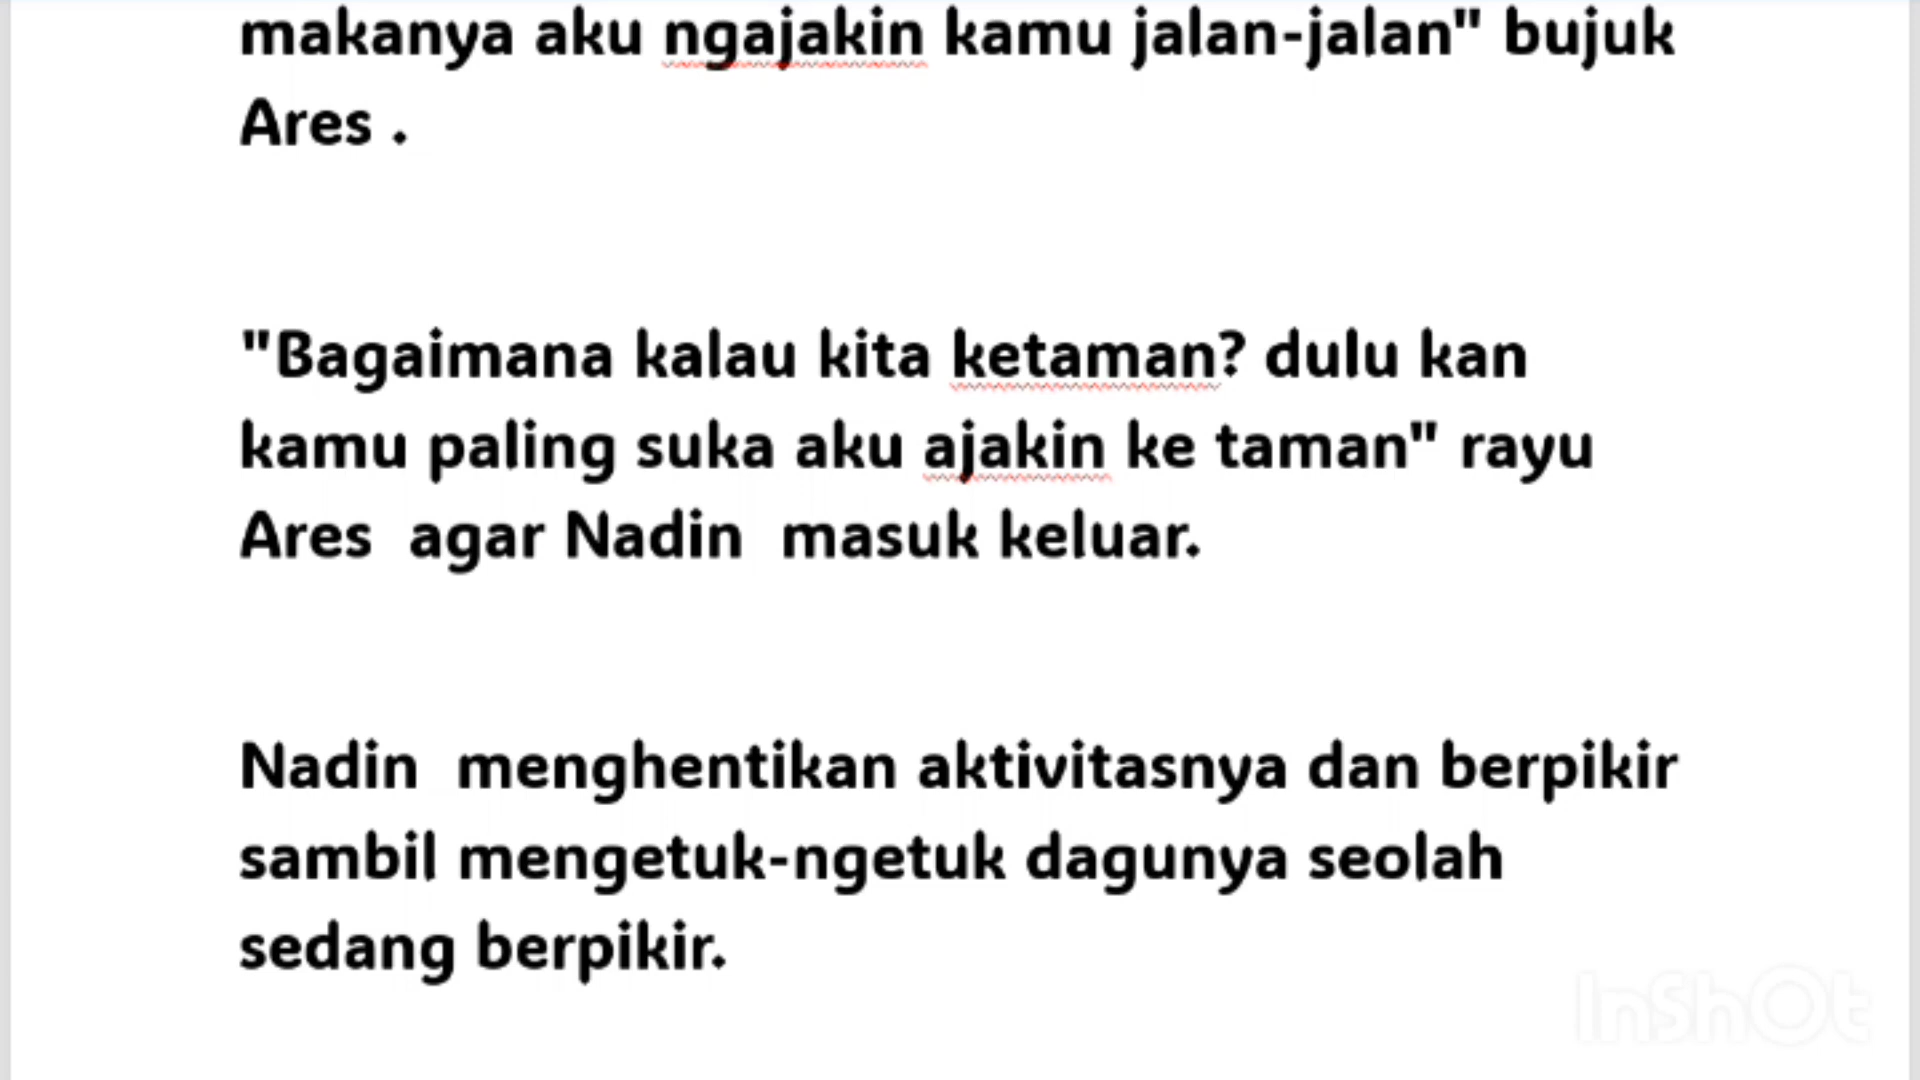 makanya aku ngajakin kamu jalan-jalan" bujuk
Ares .
"Bagaimana kalau kita ketaman? dulu kan
kamu paling suka aku ajakin ke taman" rayu
Ares  agar Nadin  masuk keluar.
Nadin  menghentikan aktivitasnya dan berpikir
sambil mengetuk-ngetuk dagunya seolah
sedang berpikir.
InShOt